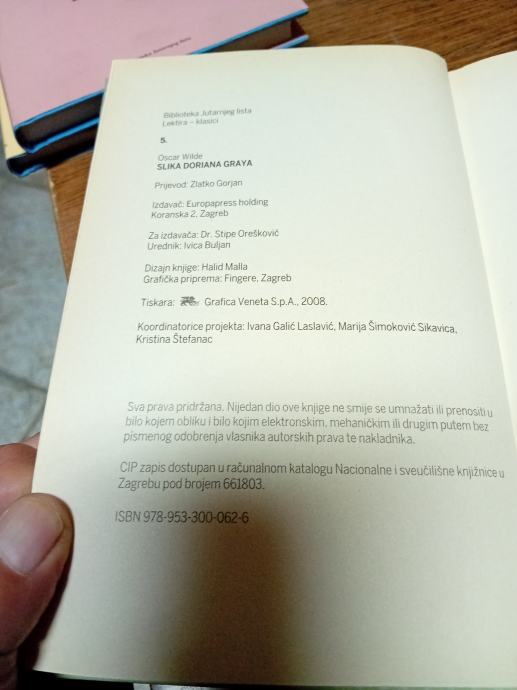 Biblioteka Jutarnjeg lista
Lektira – klasici
5.
Oscar Wilde
SLIKA DORIANA GRAYA
Prijevod: Zlatko Gorjan
Izdavač: Europapress holding
Koranska 2, Zagreb
Za izdavača: Dr. Stipe Orešković
Urednik: Ivica Buljan
Dizajn knjige: Halid Malla
Grafička priprema: Fingere, Zagreb
Tiskara: Grafica Veneta S.p.A., 2008.
Koordinatorice projekta: Ivana Galić Laslavić, Marija Šimoković Sikavica,
Kristina Štefanac
Sva prava pridržana. Nijedan dio ove knjige ne smije se umnažati ili prenositi u
bilo kojem obliku i bilo kojim elektronskim, mehaničkim ili drugim putem bez
pismenog odobrenja vlasnika autorskih prava te nakladnika.
CIP zapis dostupan u računalnom katalogu Nacionalne i sveučilišne knjižnice u
Zagrebu pod brojem 661803.
ISBN 978-953-300-062-6